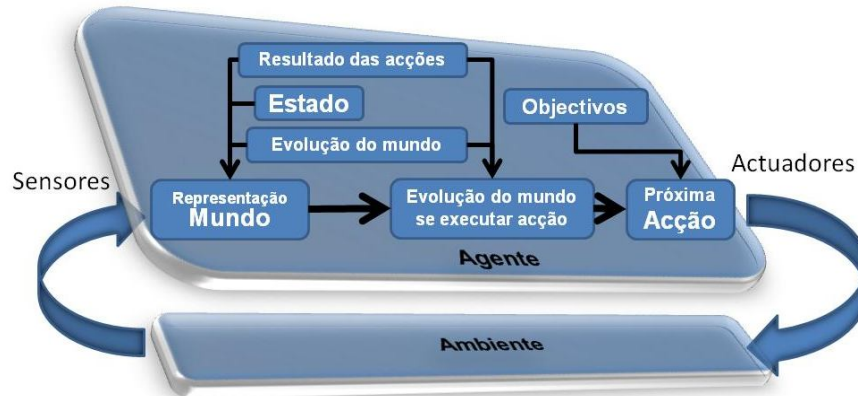 Resultado das acções
Estado
Objectivos
Evolução do mundo
Sensores
Actuadores
Representação
Mundo
Evolução do mundo
se executar acção
Próxima
Acção
Agente
Ambiente